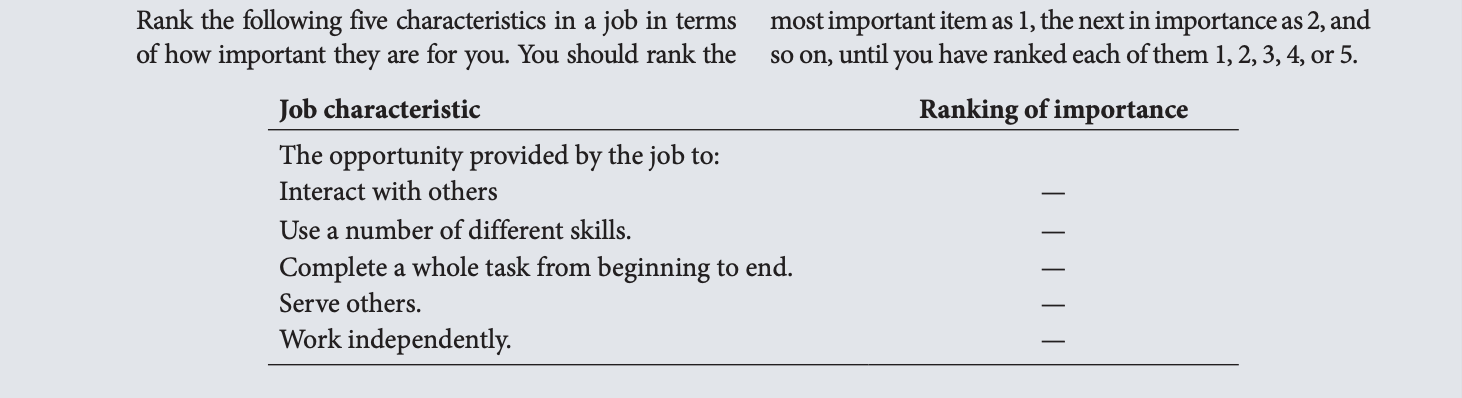 Rank the following five characteristics in a job in terms
of how important they are for you. You should rank the
most important item as 1, the next in importance as 2, and
so on, until you have ranked each of them 1, 2, 3, 4, or 5.
Job characteristic Ranking of importance
The opportunity provided by the job to:
Interact with others —
Use a number of different skills. —
Complete a whole task from beginning to end. —
Serve others. —
Work independently. —